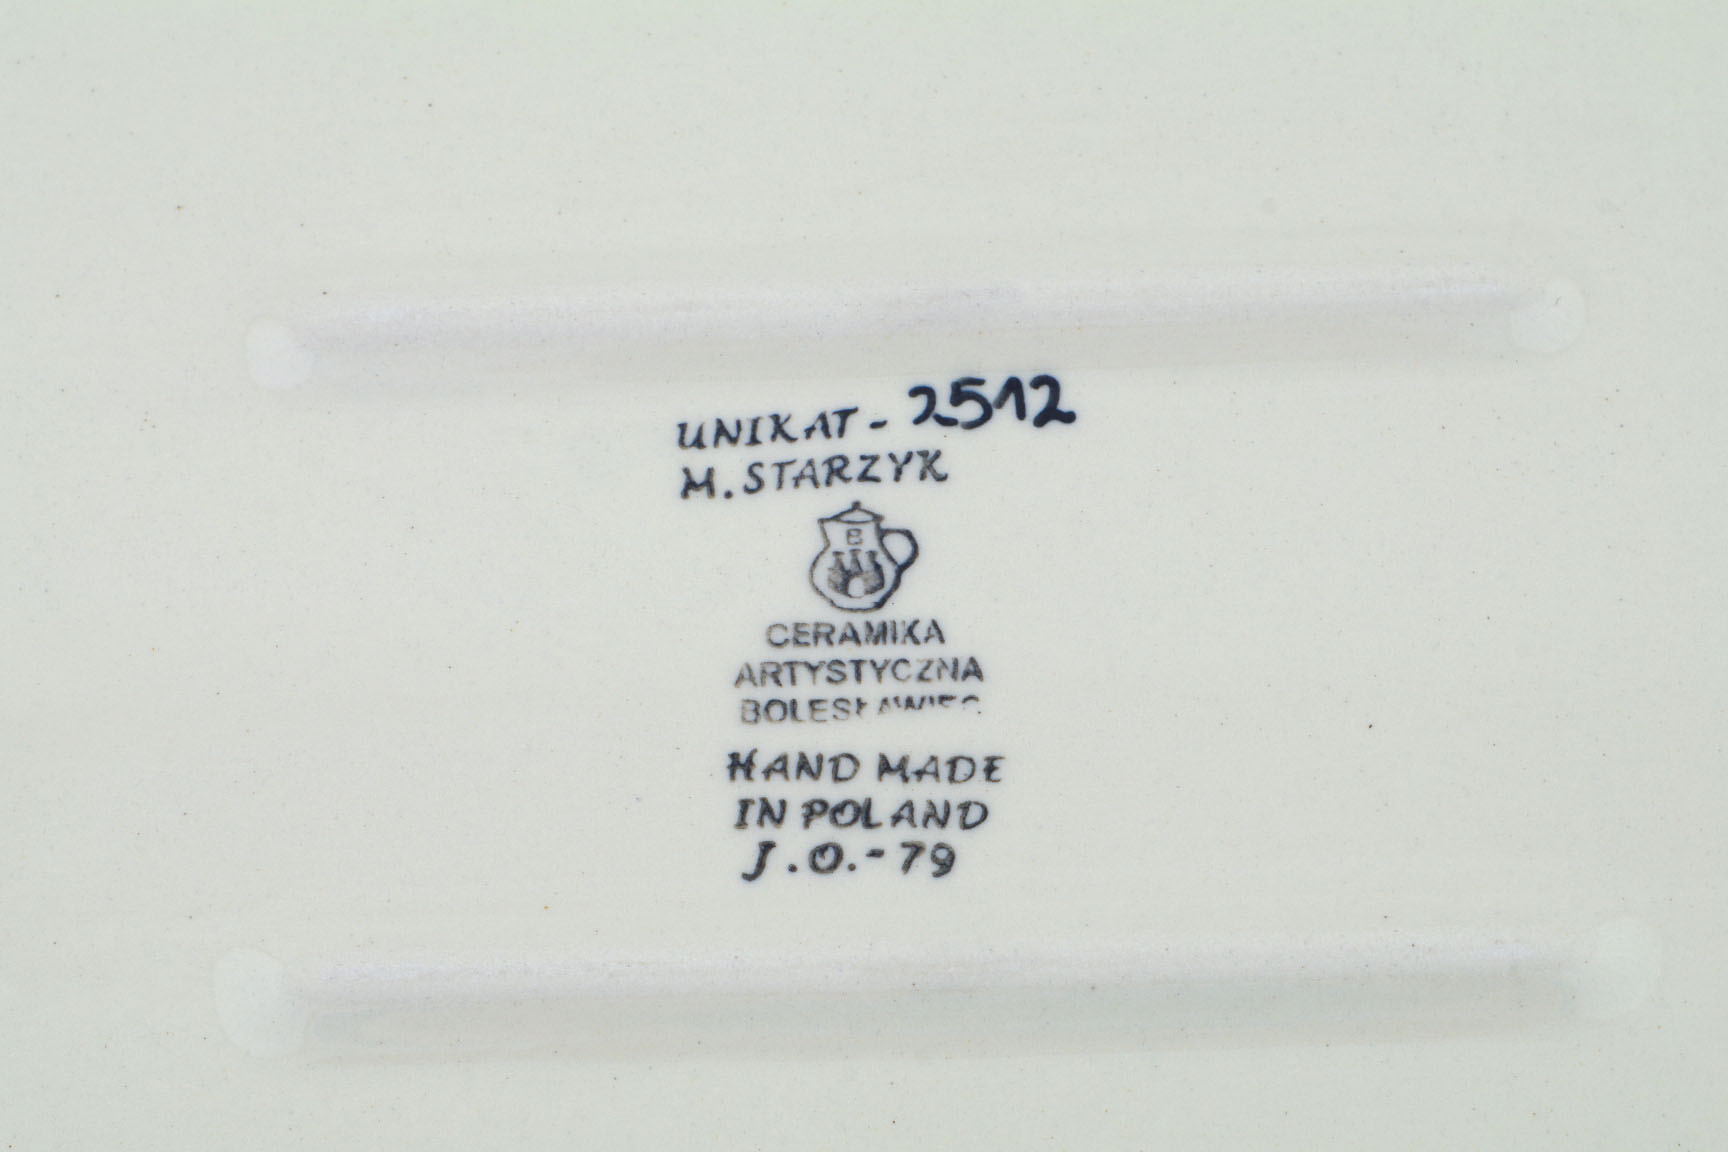 UNIKAT - 2512
M. STARZYK
B
CERAMIKA
ARTYSTYCZNA
BOLESŁAWIEC
HAND MADE
IN POLAND
J.O.- 79